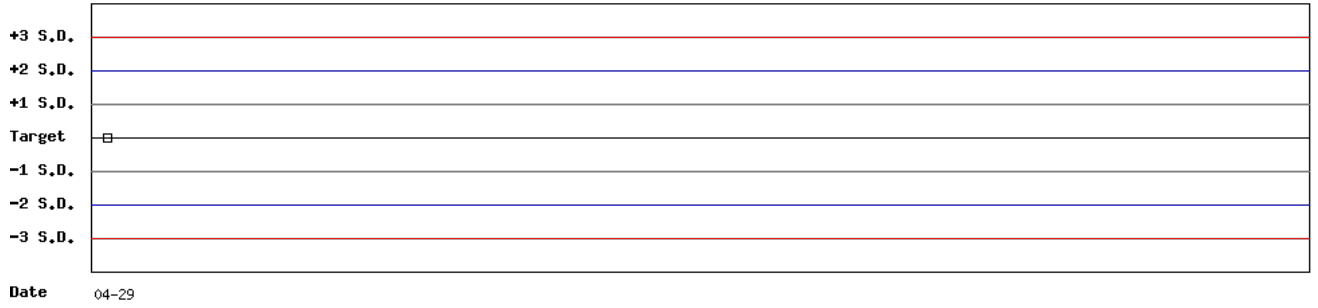 +3 S.D.
+2 S.D.
+1 S.D.
Target
-1 S.D.
-2 S.D.
-3 S.D.
Date 04-29